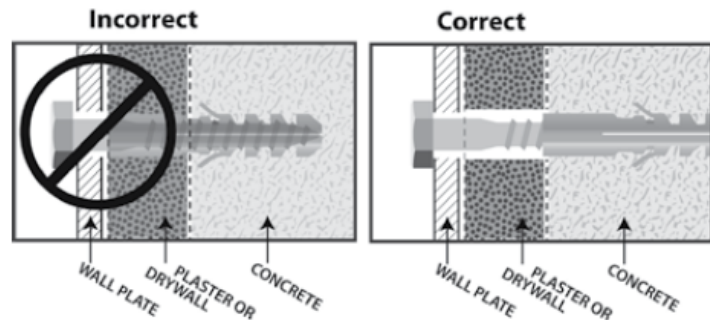 Incorrect
Correct
WALL PLATE
PLASTER OR
DRYWALL
CONCRETE
WALL PLATE
PLASTER OR
DRYWALL
CONCRETE